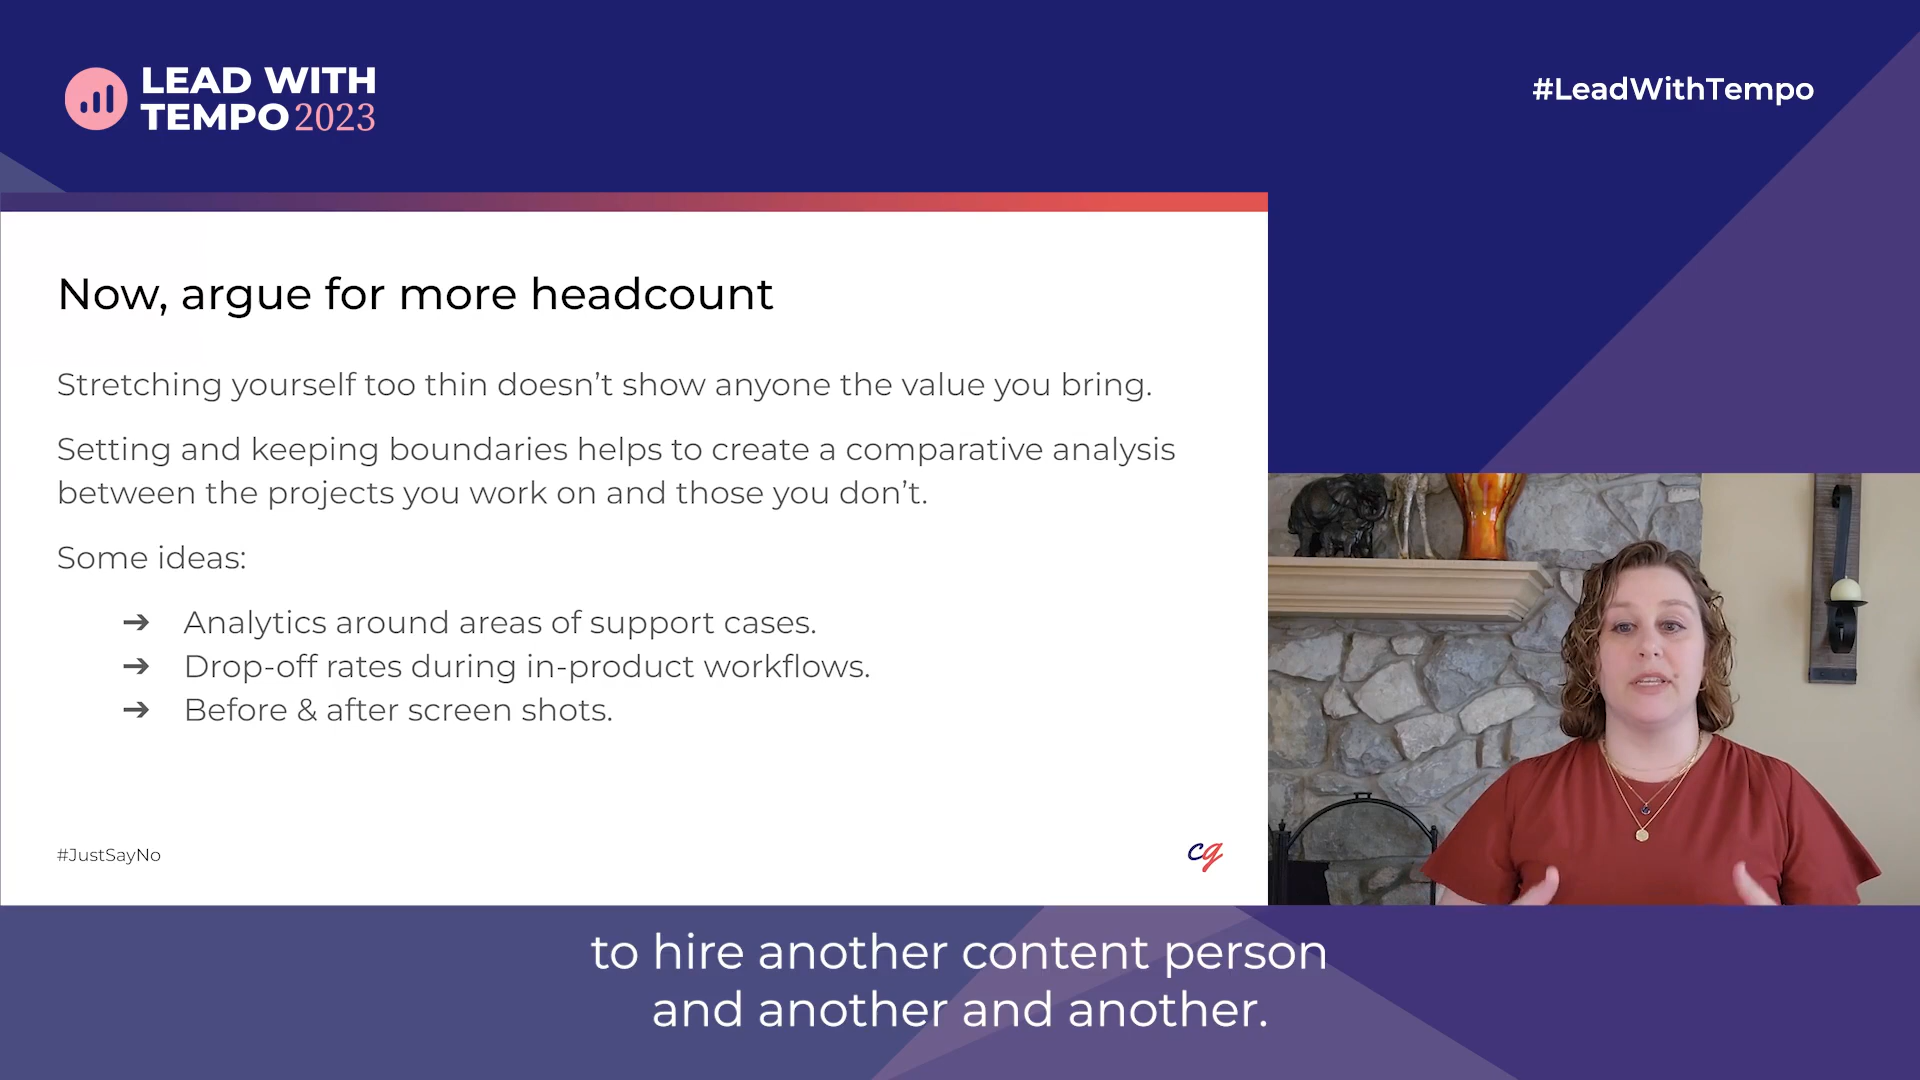 LEAD WITH
TEMPO 2023
#LeadWithTempo
Now, argue for more headcount
Stretching yourself too thin doesn’t show anyone the value you bring.
Setting and keeping boundaries helps to create a comparative analysis
between the projects you work on and those you don’t.
Some ideas:
➔ Analytics around areas of support cases.
➔ Drop-off rates during in-product workflows.
➔ Before & after screen shots.
#JustSayNo
cg
to hire another content person
and another and another.